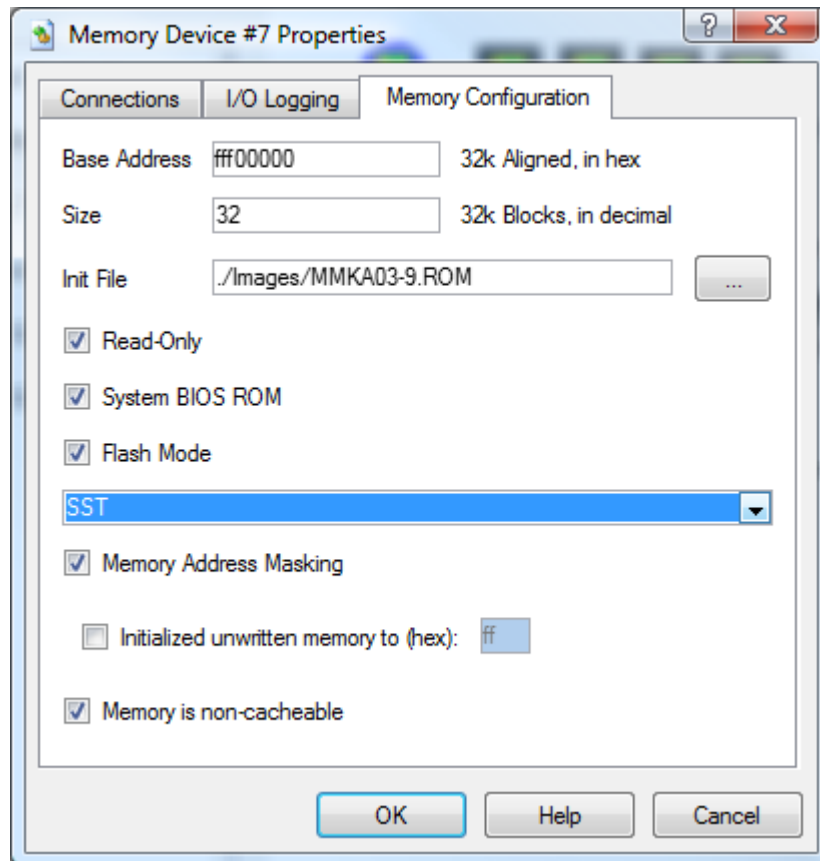 Memory Device #7 Properties
?
Connections I/O Logging Memory Configuration
Base Address fff00000 32k Aligned, in hex
Size 32 32k Blocks, in decimal
Init File ./Images/MMKA03-9.ROM ...
Read-Only
System BIOS ROM
Flash Mode
SST
Memory Address Masking
Initialized unwritten memory to (hex): ff
Memory is non-cacheable
OK Help Cancel